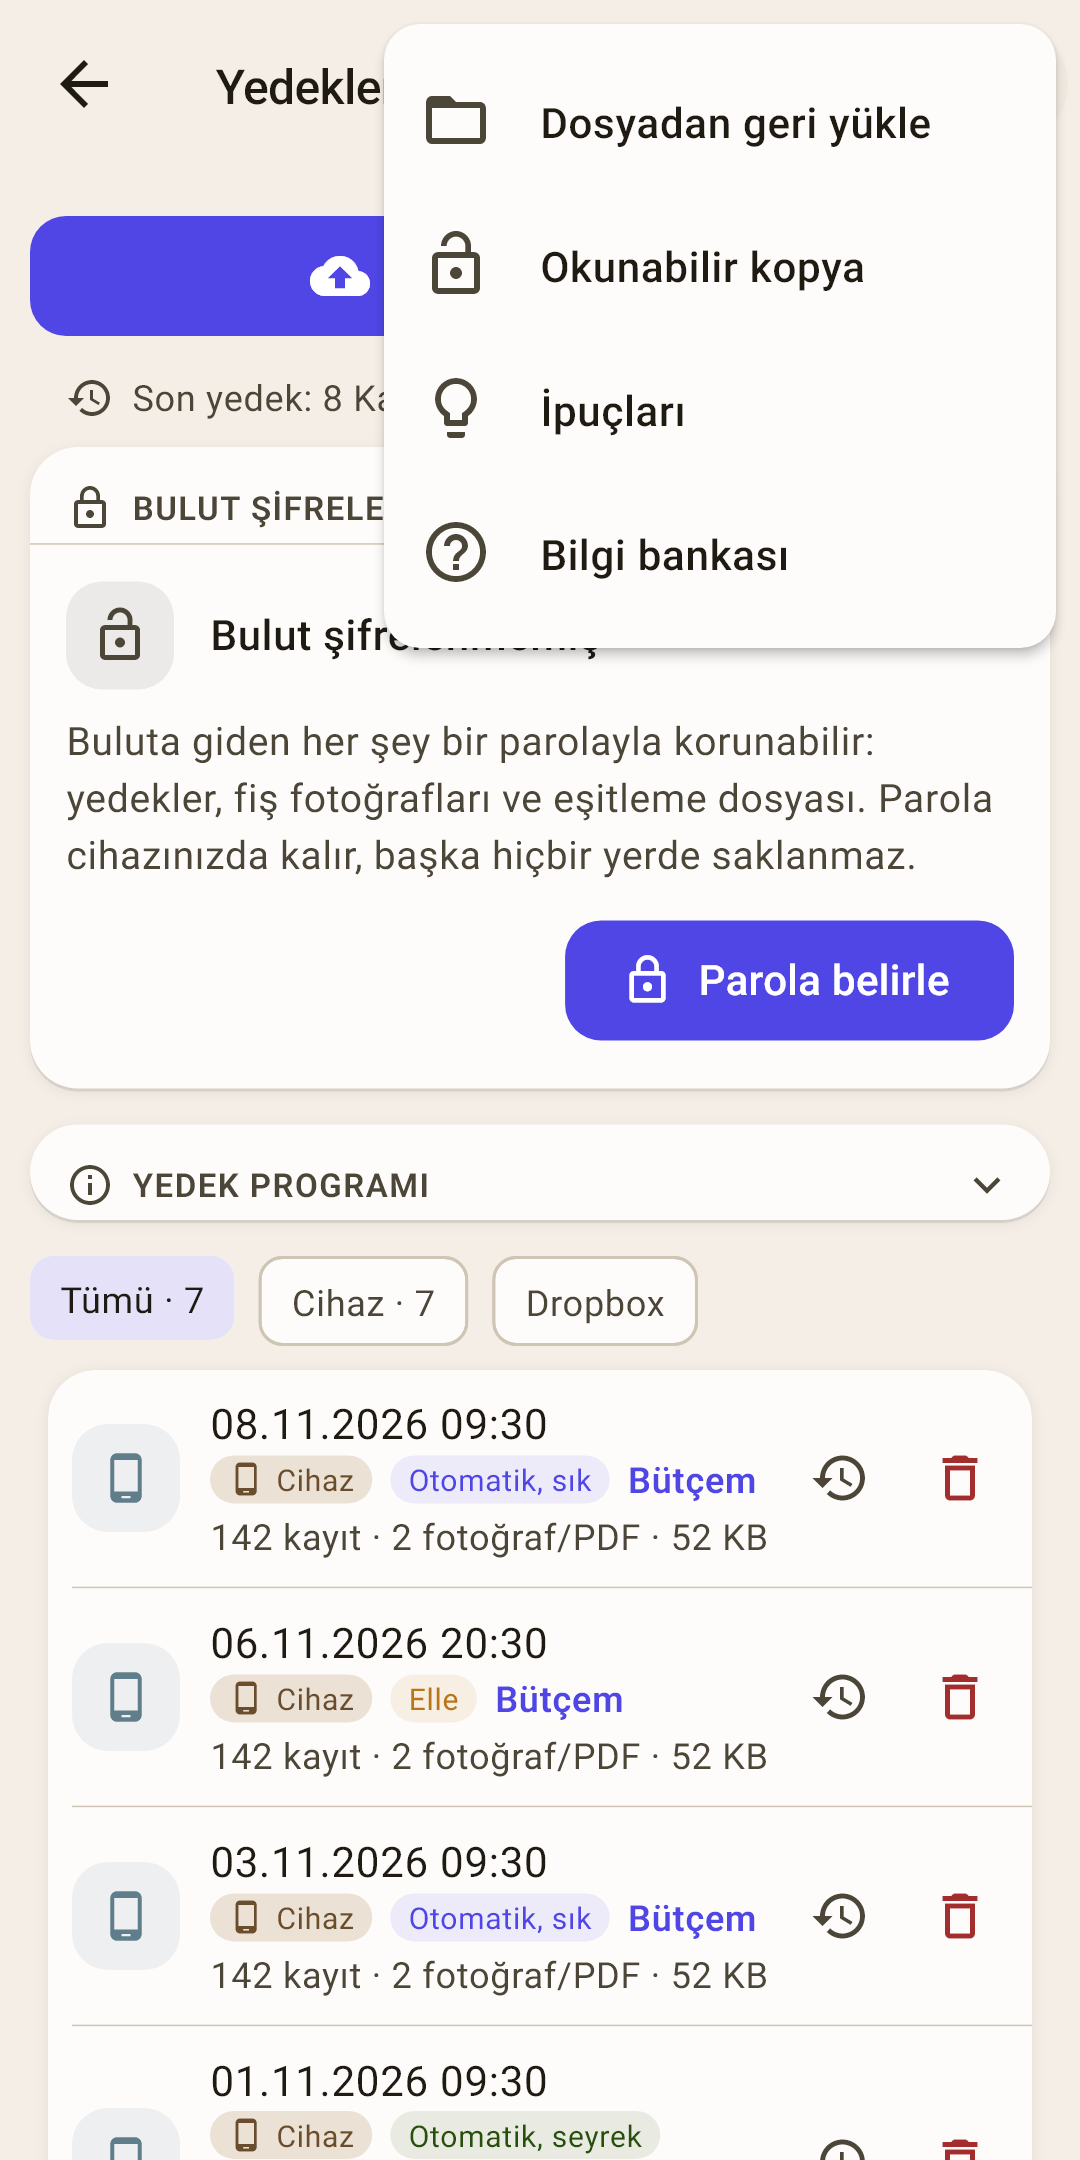 Dosyadan geri yükle
Okunabilir kopya
İpuçları
Bilgi bankası
Son yedek: 8
Bulut
BULUT
Buluta giden her şey bir parolayla korunabilir:
yedekler, fiş fotoğrafları ve eşitleme dosyası. Parola
cihazınızda kalır, başka hiçbir yerde saklanmaz.
Parola belirle
YEDEK PROGRAMI
Tümü · 7
Cihaz · 7
Dropbox
08.11.2026 09:30
Cihaz Otomatik, sık Bütçem
142 kayıt · 2 fotoğraf/PDF · 52 KB
06.11.2026 20:30
Cihaz Elle Bütçem
142 kayıt · 2 fotoğraf/PDF · 52 KB
03.11.2026 09:30
Cihaz Otomatik, sık Bütçem
142 kayıt · 2 fotoğraf/PDF · 52 KB
01.11.2026 09:30
Cihaz Otomatik, seyrek